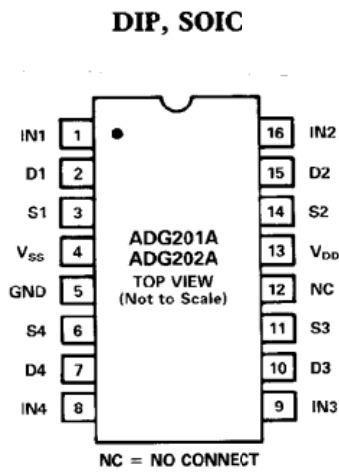 DIP, SOIC
IN1 1 16 IN2
D1 2 15 D2
S1 3 14 S2
VSS 4 13 VDD
GND 5 12 NC
S4 6 11 S3
D4 7 10 D3
IN4 8 9 IN3
ADG201A
ADG202A
TOP VIEW
(Not to Scale)
NC = NO CONNECT